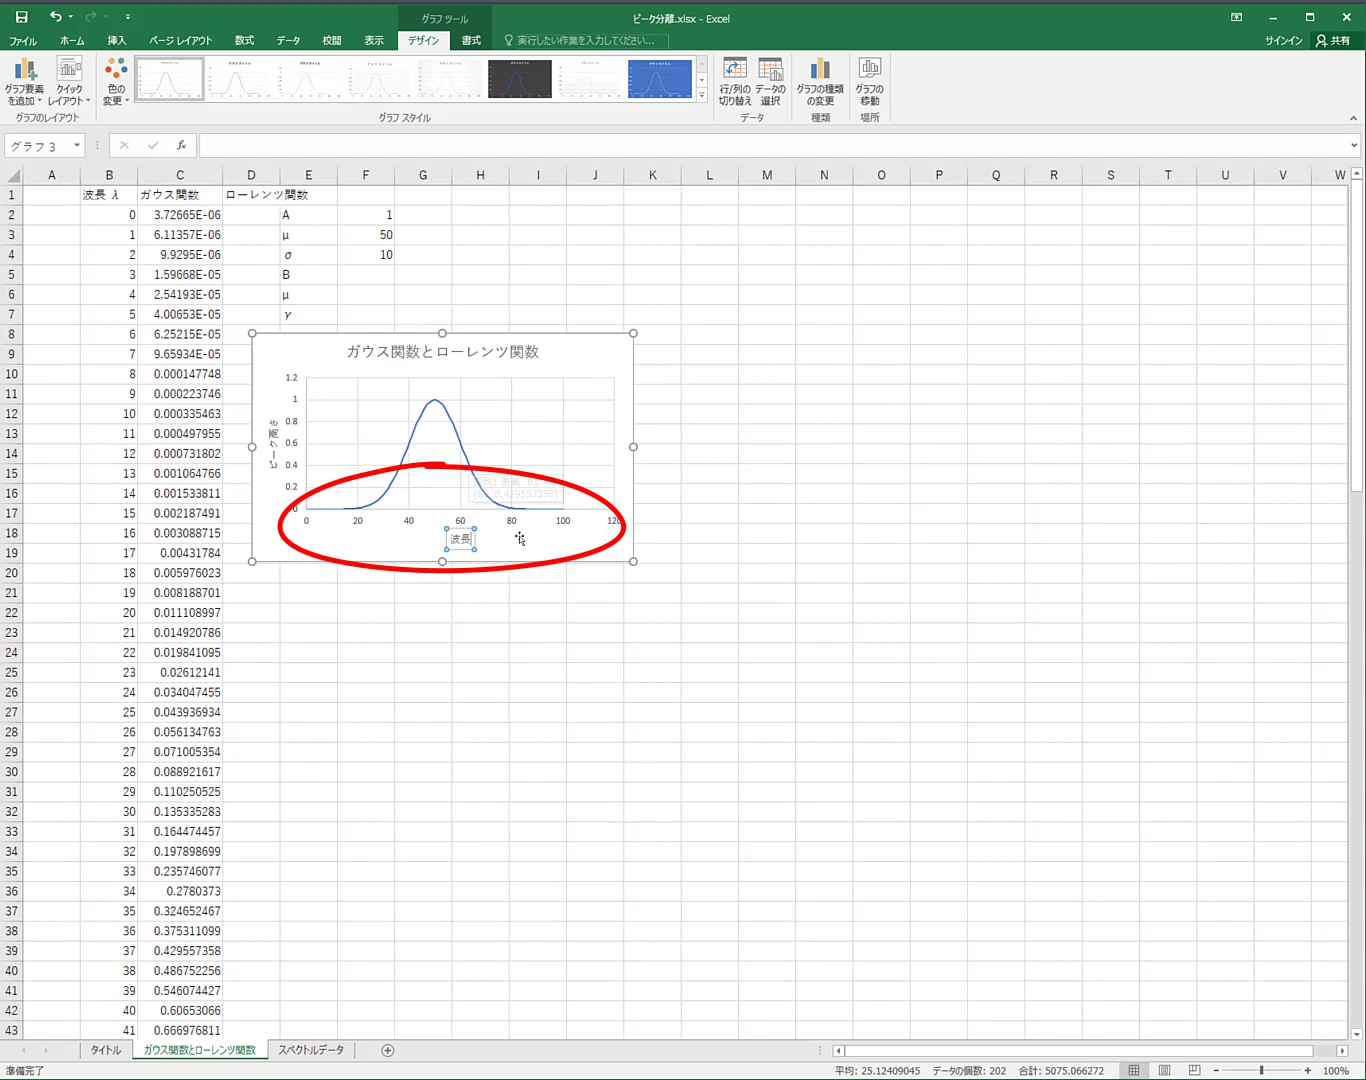 グラフ ツール
ピーク分離.xlsx - Excel
ファイル ホーム 挿入 ページ レイアウト 数式 データ 校閲 表示 デザイン 書式 実行したい作業を入力してください... サインイン 共有
グラフ要素を追加 クイックレイアウト 色の変更 行/列の切り替え データの選択 グラフの種類の変更 グラフの移動
グラフのレイアウト グラフ スタイル データ 種類 場所
グラフ 3 fx
A B C D E F G H I J K L M N O P Q R S T U V W
1 波長 λ ガウス関数 ローレンツ関数
2 0 3.72665E-06 A 1
3 1 6.11357E-06 μ 50
4 2 9.9295E-06 σ 10
5 3 1.59668E-05 B
6 4 2.54193E-05 μ
7 5 4.00653E-05 γ
8 6 6.25215E-05
9 7 9.65934E-05
10 8 0.000147748
11 9 0.000223746
12 10 0.000335463
13 11 0.000497955
14 12 0.000731802
15 13 0.001064766
16 14 0.001533811
17 15 0.002187491
18 16 0.003088715
19 17 0.00431784
20 18 0.005976023
21 19 0.008188701
22 20 0.011108997
23 21 0.014920786
24 22 0.019841095
25 23 0.02612141
26 24 0.034047455
27 25 0.043936934
28 26 0.056134763
29 27 0.071005354
30 28 0.088921617
31 29 0.110250525
32 30 0.135335283
33 31 0.164474457
34 32 0.197898699
35 33 0.235746077
36 34 0.2780373
37 35 0.324652467
38 36 0.375311099
39 37 0.429557358
40 38 0.486752256
41 39 0.546074427
42 40 0.60653066
43 41 0.666976811
ガウス関数とローレンツ関数
1.2
1
0.8
0.6
0.4
0.2
0
ピーク高さ
0 20 40 60 80 100 120
波長
タイトル ガウス関数とローレンツ関数 スペクトルデータ
準備完了 平均: 25.12409045 データの個数: 202 合計: 5075.066272 100%